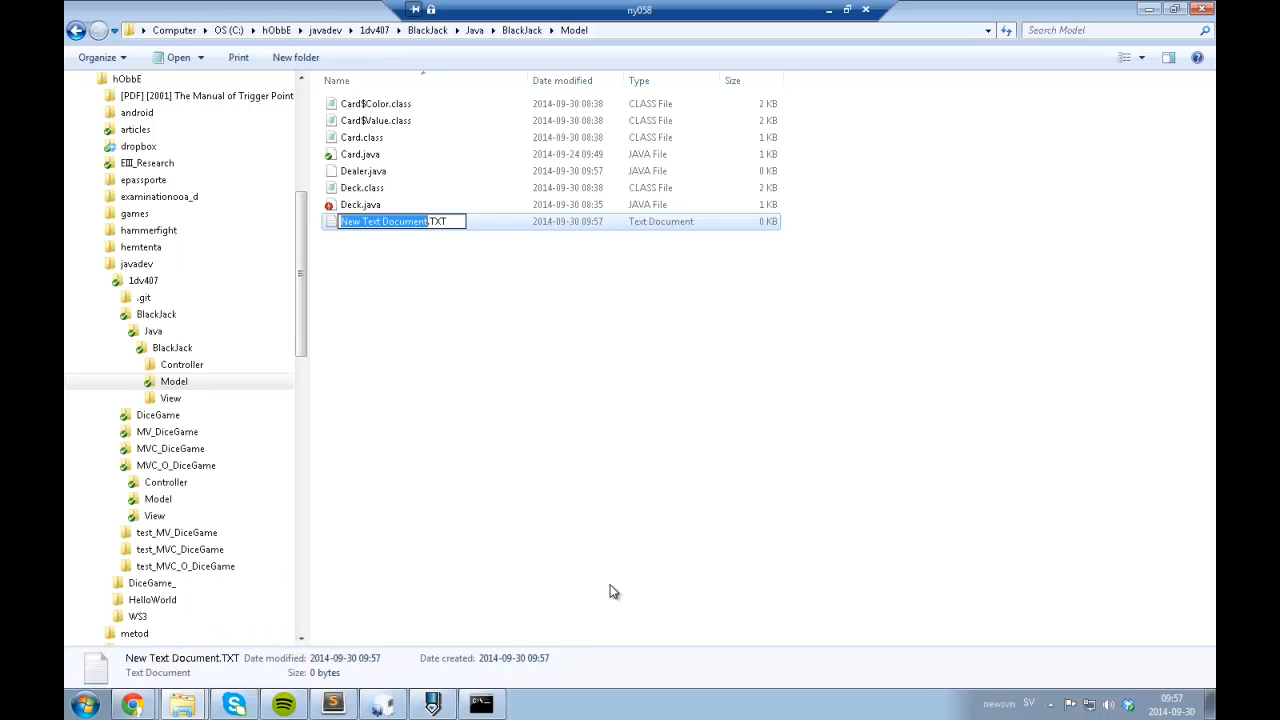 ny058
Computer OS (C:) hObbE javadev 1dv407 BlackJack Java BlackJack Model
Search Model
Organize Open Print New folder
Name Date modified Type Size
hObbE
[PDF] [2001] The Manual of Trigger Point
android
articles
dropbox
EIII_Research
epassporte
examinationooa_d
games
hammerfight
hemtenta
javadev
1dv407
.git
BlackJack
Java
BlackJack
Controller
Model
View
DiceGame
MV_DiceGame
MVC_DiceGame
MVC_O_DiceGame
Controller
Model
View
test_MV_DiceGame
test_MVC_DiceGame
test_MVC_O_DiceGame
DiceGame_
HelloWorld
WS3
metod
Card$Color.class 2014-09-30 08:38 CLASS File 2 KB
Card$Value.class 2014-09-30 08:38 CLASS File 2 KB
Card.class 2014-09-30 08:38 CLASS File 1 KB
Card.java 2014-09-24 09:49 JAVA File 1 KB
Dealer.java 2014-09-30 09:57 JAVA File 0 KB
Deck.class 2014-09-30 08:38 CLASS File 2 KB
Deck.java 2014-09-30 08:35 JAVA File 1 KB
New Text Document.TXT 2014-09-30 09:57 Text Document 0 KB
New Text Document.TXT Date modified: 2014-09-30 09:57 Date created: 2014-09-30 09:57
Text Document Size: 0 bytes
newsvn SV 09:57
2014-09-30